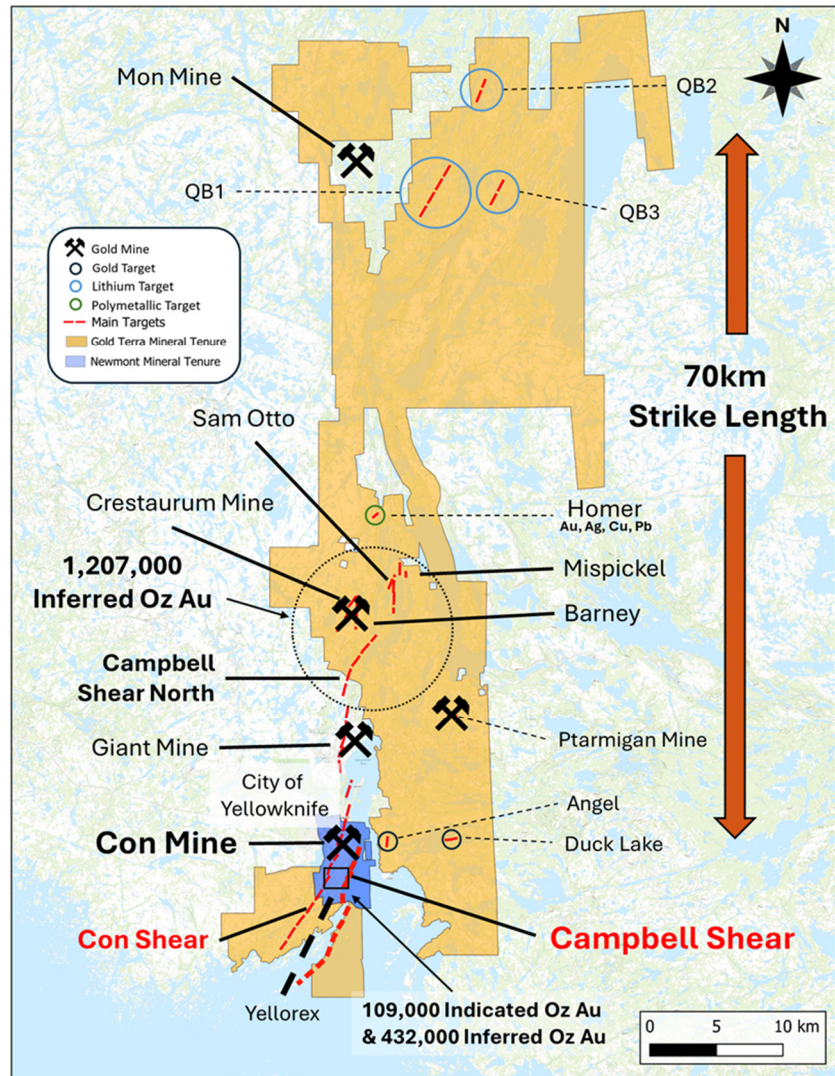 N
Mon Mine
QB2
QB1
QB3
Gold Mine
Gold Target
Lithium Target
Polymetallic Target
Main Targets
Gold Terra Mineral Tenure
Newmont Mineral Tenure
70km
Strike Length
Sam Otto
Crestaurum Mine
Homer
Au, Ag, Cu, Pb
1,207,000
Inferred Oz Au
Mispickel
Barney
Campbell
Shear North
Giant Mine
Ptarmigan Mine
City of
Yellowknife
Angel
Con Mine
Duck Lake
Con Shear
Campbell Shear
Yellorex
109,000 Indicated Oz Au
& 432,000 Inferred Oz Au
0 5 10 km